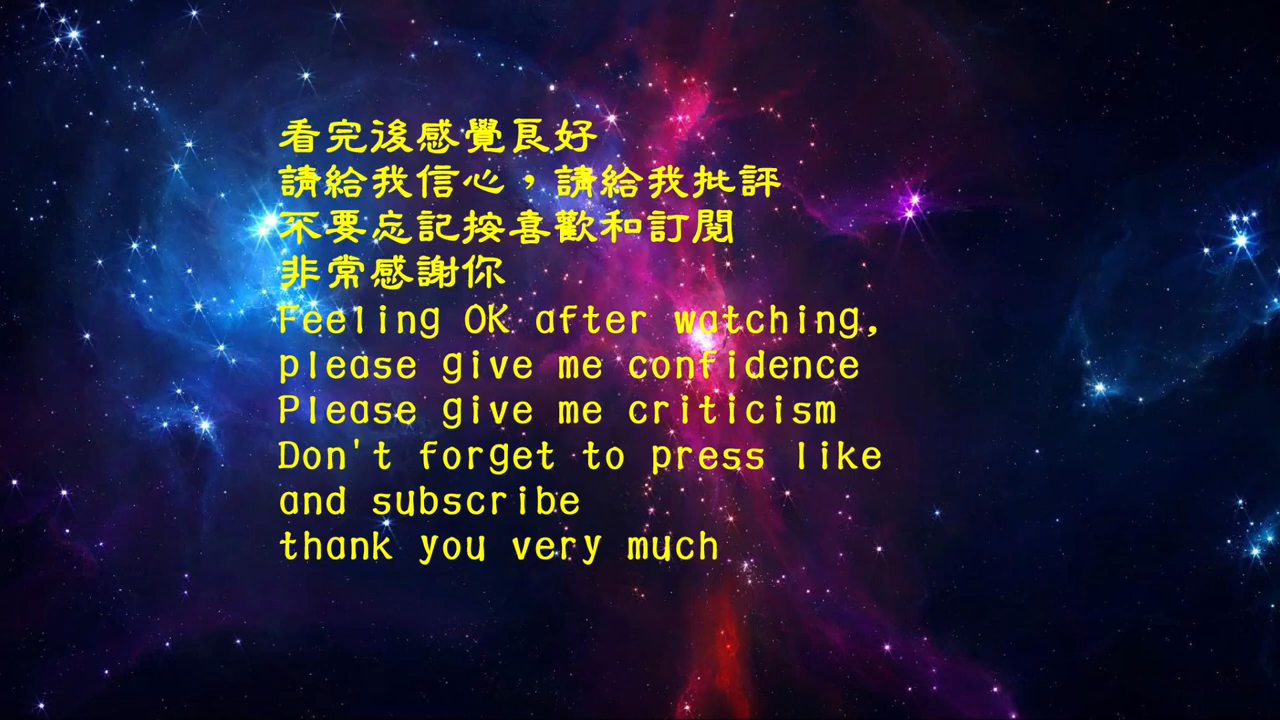 看完後感覺良好
請給我信心，請給我批評
不要忘記按喜歡和訂閱
非常感謝你
Feeling OK after watching,
please give me confidence
Please give me criticism
Don't forget to press like
and subscribe
thank you very much